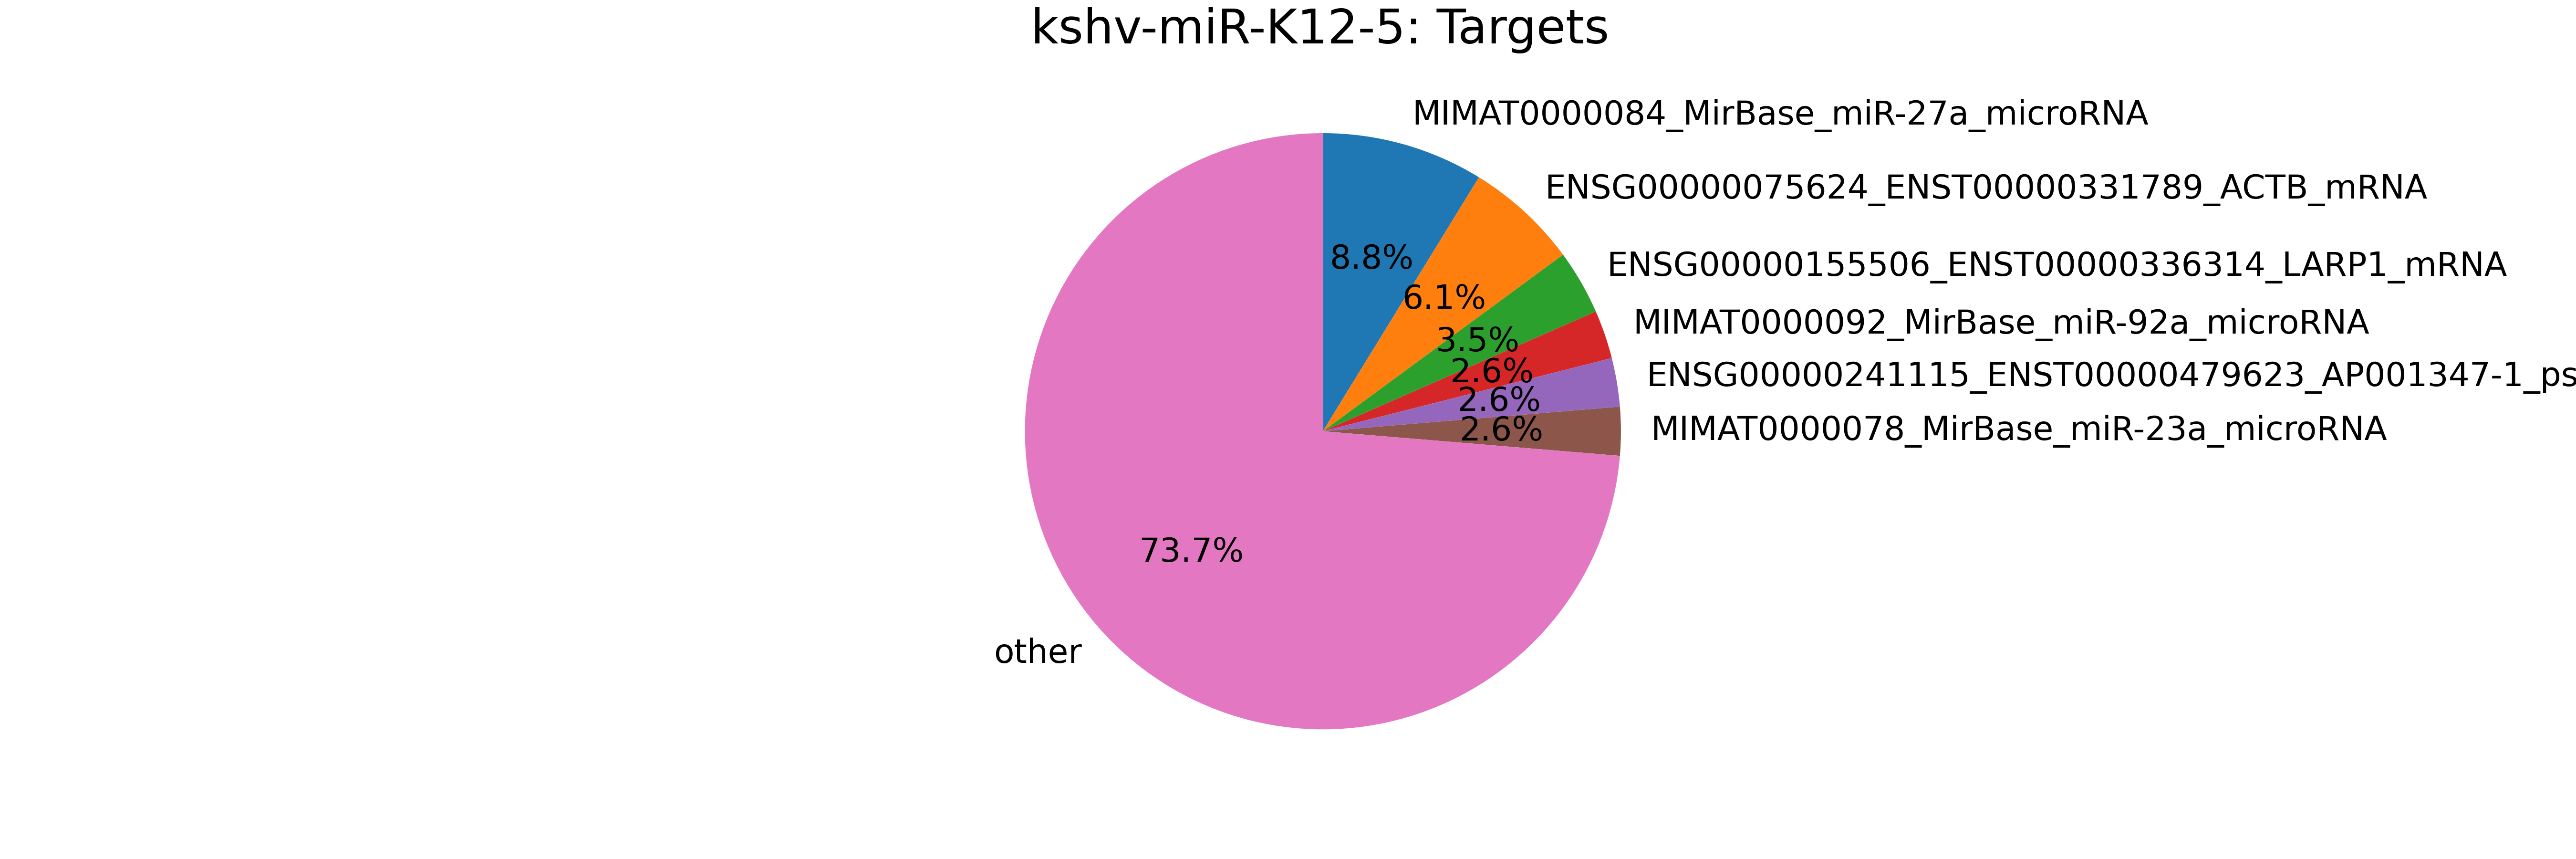 kshv-miR-K12-5: Targets
MIMAT0000084_MirBase_miR-27a_microRNA
ENSG00000075624_ENST00000331789_ACTB_mRNA
ENSG00000155506_ENST00000336314_LARP1_mRNA
MIMAT0000092_MirBase_miR-92a_microRNA
ENSG00000241115_ENST00000479623_AP001347-1_ps
MIMAT0000078_MirBase_miR-23a_microRNA
8.8%
6.1%
3.5%
2.6%
2.6%
2.6%
73.7%
other